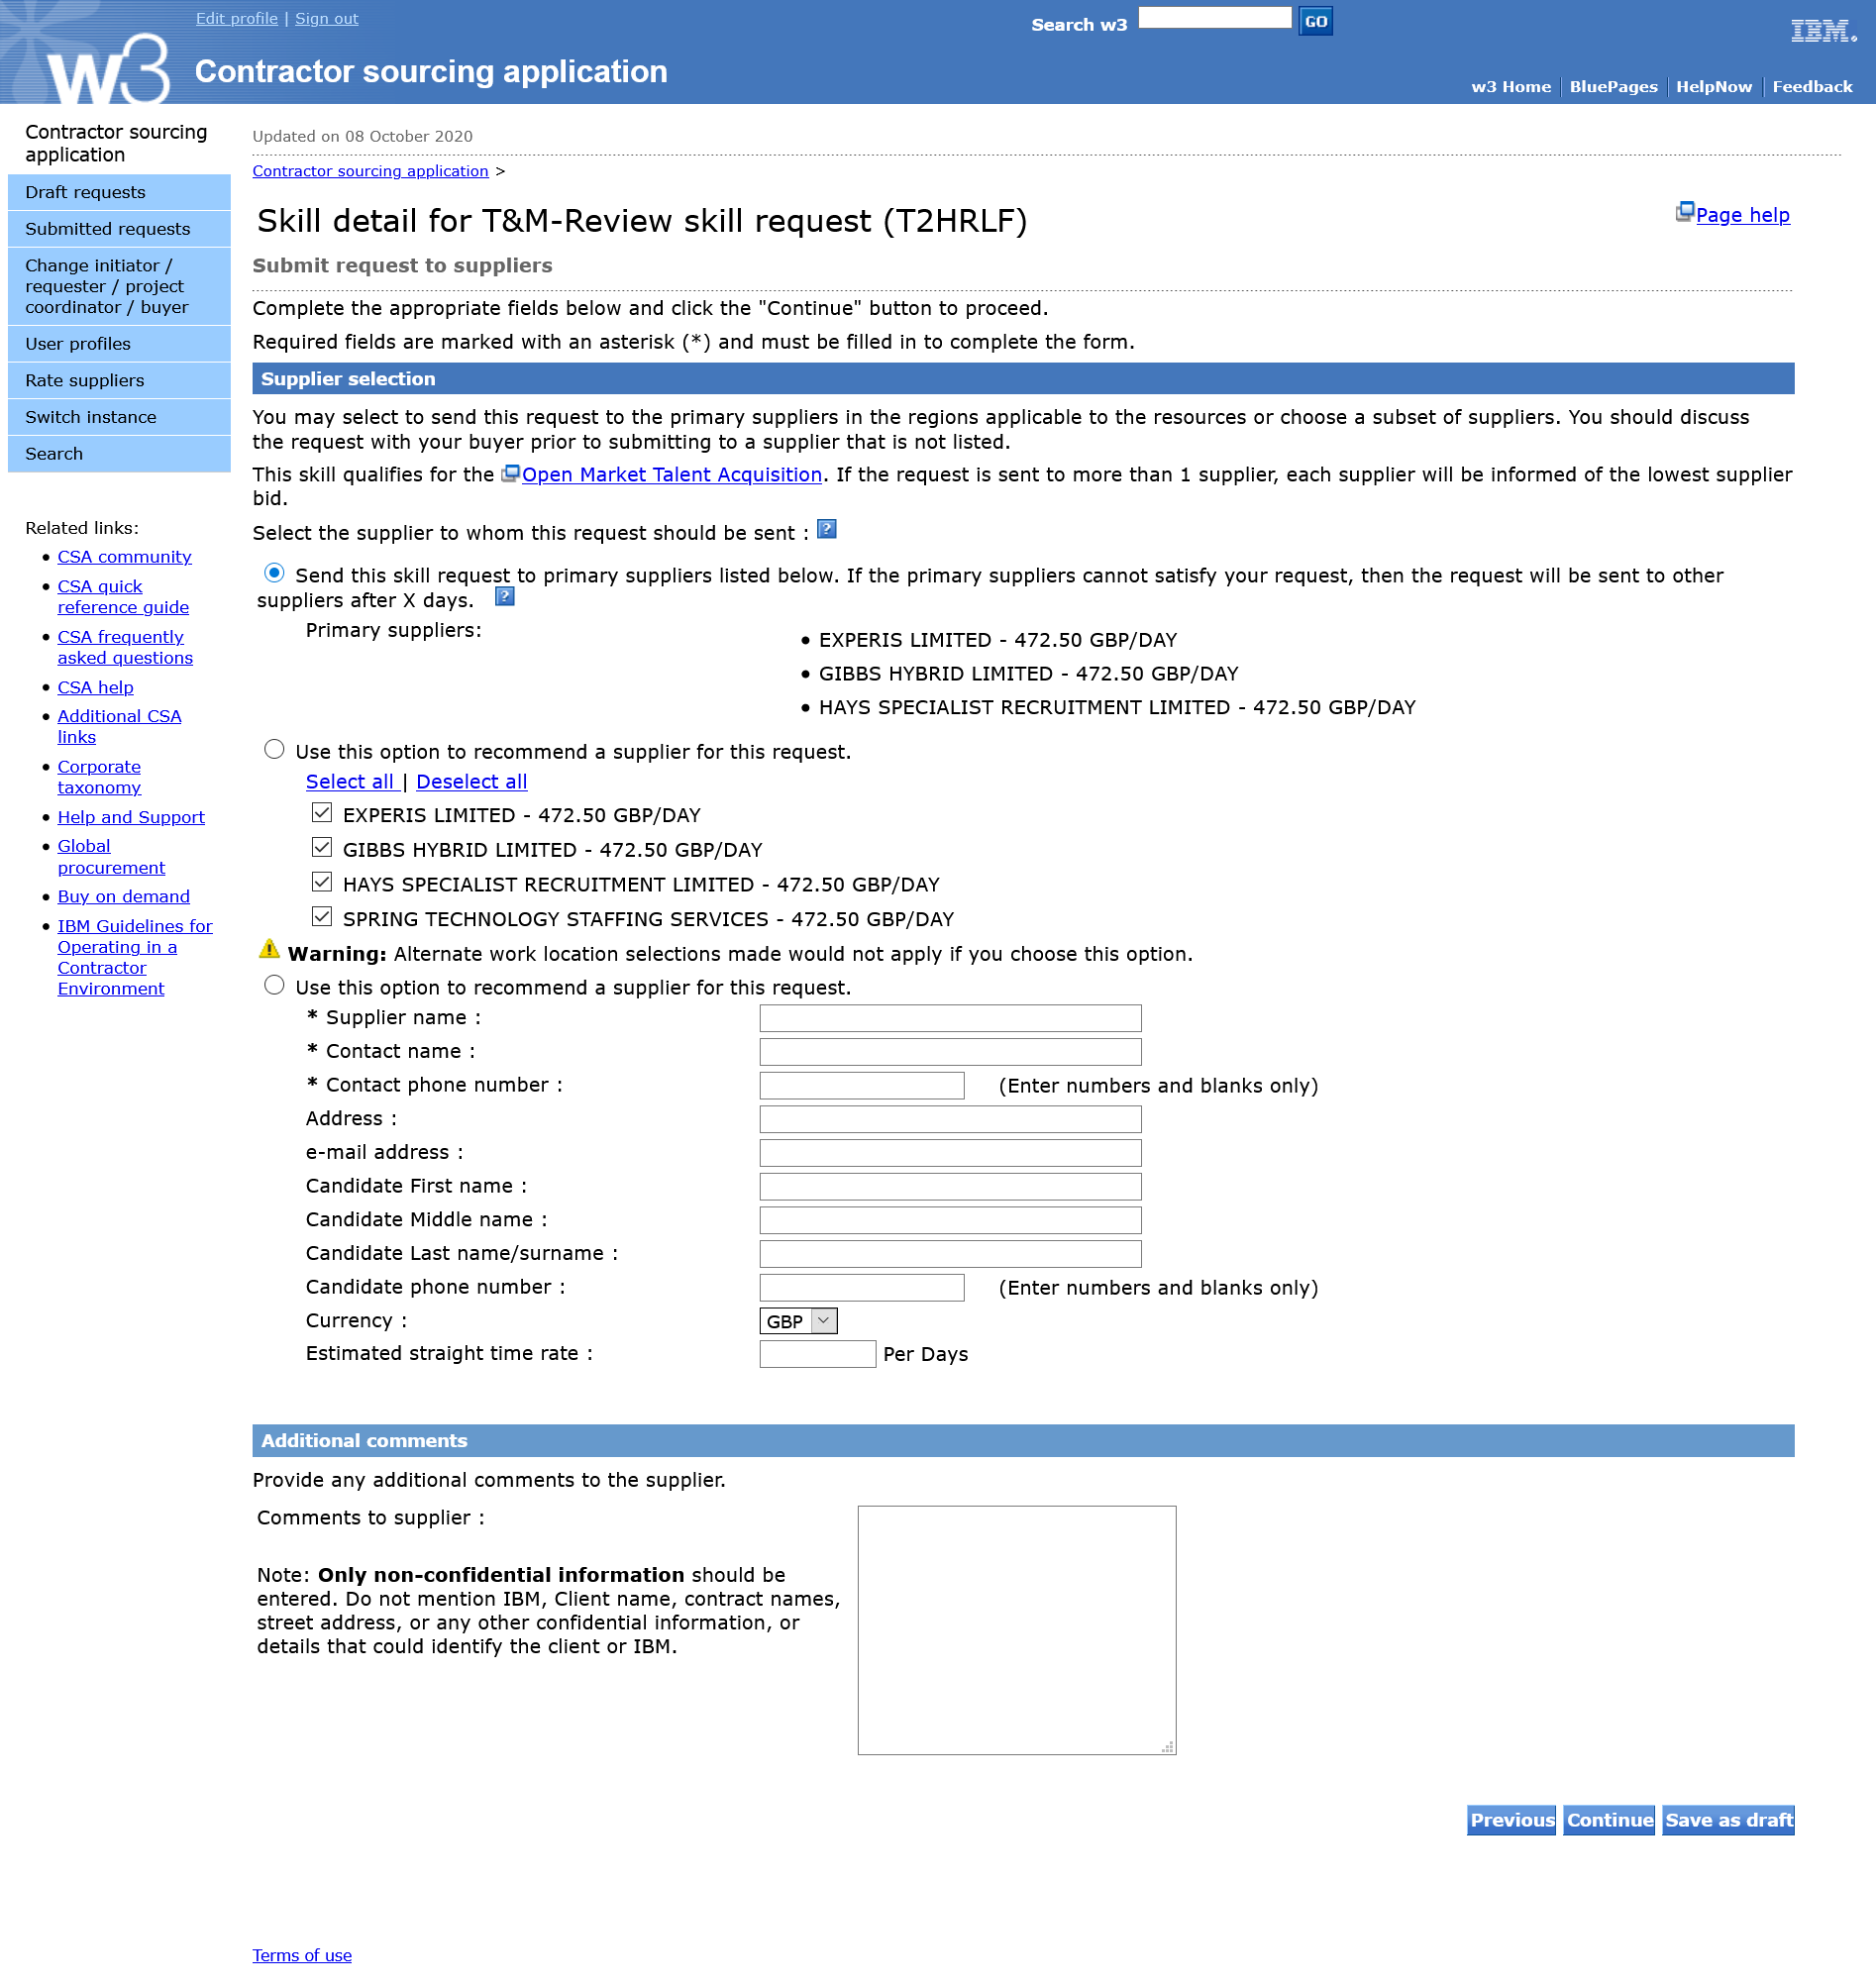 Edit profile | Sign out
Search w3
GO
IBM.
w3
Contractor sourcing application
w3 Home
BluePages
HelpNow
Feedback
Contractor sourcing
application
Draft requests
Submitted requests
Change initiator /
requester / project
coordinator / buyer
User profiles
Rate suppliers
Switch instance
Search
Related links:
• CSA community
• CSA quick
reference guide
• CSA frequently
asked questions
• CSA help
• Additional CSA
links
• Corporate
taxonomy
• Help and Support
• Global
procurement
• Buy on demand
• IBM Guidelines for
Operating in a
Contractor
Environment
Updated on 08 October 2020
Contractor sourcing application >
Skill detail for T&M-Review skill request (T2HRLF)
Page help
Submit request to suppliers
Complete the appropriate fields below and click the "Continue" button to proceed.
Required fields are marked with an asterisk (*) and must be filled in to complete the form.
Supplier selection
You may select to send this request to the primary suppliers in the regions applicable to the resources or choose a subset of suppliers. You should discuss
the request with your buyer prior to submitting to a supplier that is not listed.
This skill qualifies for the Open Market Talent Acquisition. If the request is sent to more than 1 supplier, each supplier will be informed of the lowest supplier
bid.
Select the supplier to whom this request should be sent : ?
Send this skill request to primary suppliers listed below. If the primary suppliers cannot satisfy your request, then the request will be sent to other
suppliers after X days. ?
Primary suppliers:
• EXPERIS LIMITED - 472.50 GBP/DAY
• GIBBS HYBRID LIMITED - 472.50 GBP/DAY
• HAYS SPECIALIST RECRUITMENT LIMITED - 472.50 GBP/DAY
Use this option to recommend a supplier for this request.
Select all | Deselect all
EXPERIS LIMITED - 472.50 GBP/DAY
GIBBS HYBRID LIMITED - 472.50 GBP/DAY
HAYS SPECIALIST RECRUITMENT LIMITED - 472.50 GBP/DAY
SPRING TECHNOLOGY STAFFING SERVICES - 472.50 GBP/DAY
Warning: Alternate work location selections made would not apply if you choose this option.
Use this option to recommend a supplier for this request.
* Supplier name :
* Contact name :
* Contact phone number : (Enter numbers and blanks only)
Address :
e-mail address :
Candidate First name :
Candidate Middle name :
Candidate Last name/surname :
Candidate phone number : (Enter numbers and blanks only)
Currency : GBP
Estimated straight time rate : Per Days
Additional comments
Provide any additional comments to the supplier.
Comments to supplier :
Note: Only non-confidential information should be
entered. Do not mention IBM, Client name, contract names,
street address, or any other confidential information, or
details that could identify the client or IBM.
Previous
Continue
Save as draft
Terms of use